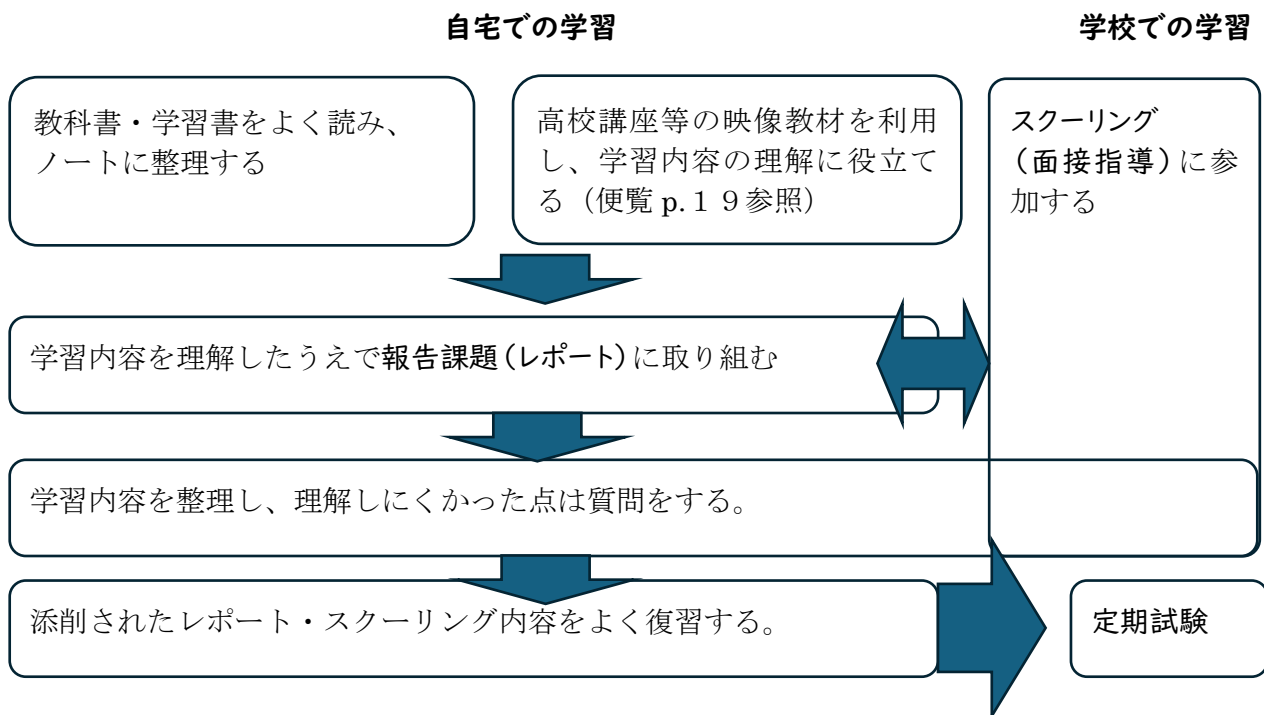 自宅での学習
学校での学習
教科書・学習書をよく読み、
ノートに整理する
高校講座等の映像教材を利用
し、学習内容の理解に役立て
る（便覧 p.１９参照）
スクーリング
（面接指導）に参
加する
学習内容を理解したうえで報告課題（レポート）に取り組む
学習内容を整理し、理解しにくかった点は質問をする。
添削されたレポート・スクーリング内容をよく復習する。
定期試験